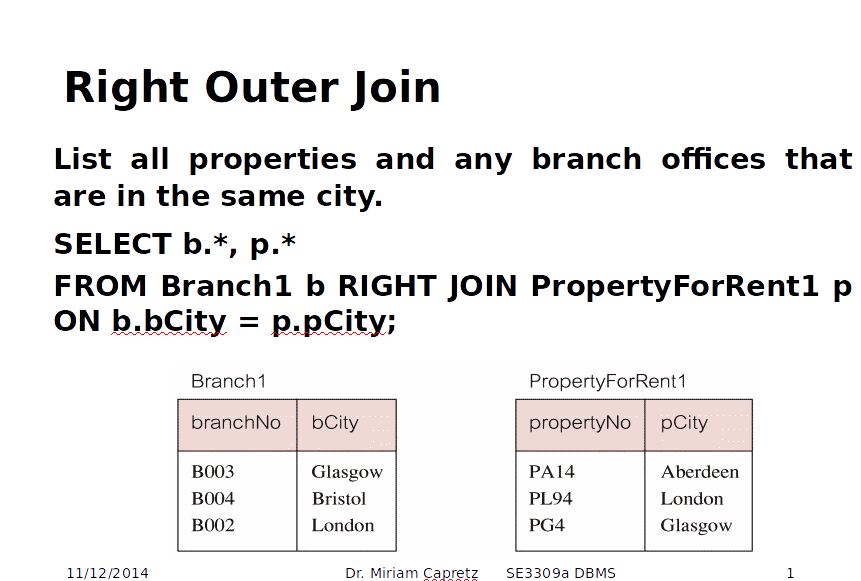 Right Outer Join
List all properties and any branch offices that
are in the same city.
SELECT b.*, p.*
FROM Branch1 b RIGHT JOIN PropertyForRent1 p
ON b.bCity = p.pCity;
Branch1
branchNo bCity
B003 Glasgow
B004 Bristol
B002 London
PropertyForRent1
propertyNo pCity
PA14 Aberdeen
PL94 London
PG4 Glasgow
11/12/2014 Dr. Miriam Capretz SE3309a DBMS 1